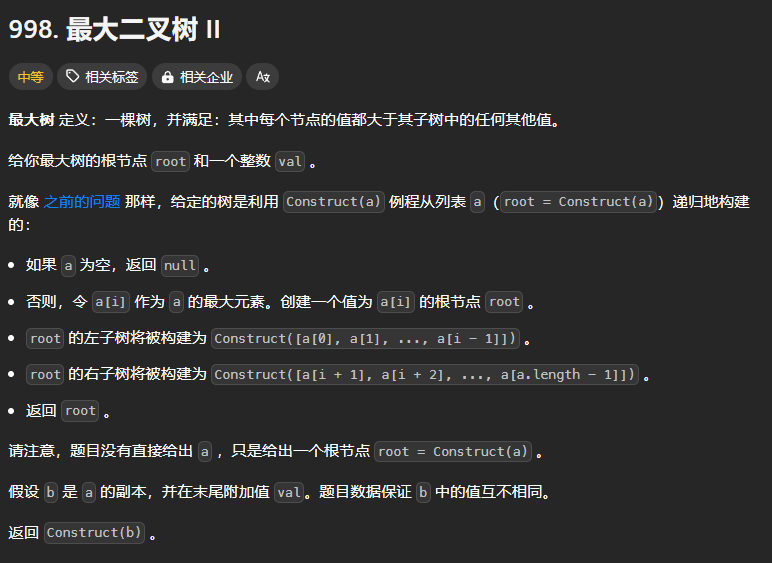 998. 最大二叉树 II
中等 相关标签 相关企业
最大树 定义：一棵树，并满足：其中每个节点的值都大于其子树中的任何其他值。
给你最大树的根节点 root 和一个整数 val 。
就像 之前的问题 那样，给定的树是利用 Construct(a) 例程从列表 a（root = Construct(a)）递归地构建
的：
• 如果 a 为空，返回 null 。
• 否则，令 a[i] 作为 a 的最大元素。创建一个值为 a[i] 的根节点 root 。
• root 的左子树将被构建为 Construct([a[0], a[1], ..., a[i - 1]]) 。
• root 的右子树将被构建为 Construct([a[i + 1], a[i + 2], ..., a[a.length - 1]]) 。
• 返回 root 。
请注意，题目没有直接给出 a ，只是给出一个根节点 root = Construct(a) 。
假设 b 是 a 的副本，并在末尾附加值 val。题目数据保证 b 中的值互不相同。
返回 Construct(b) 。